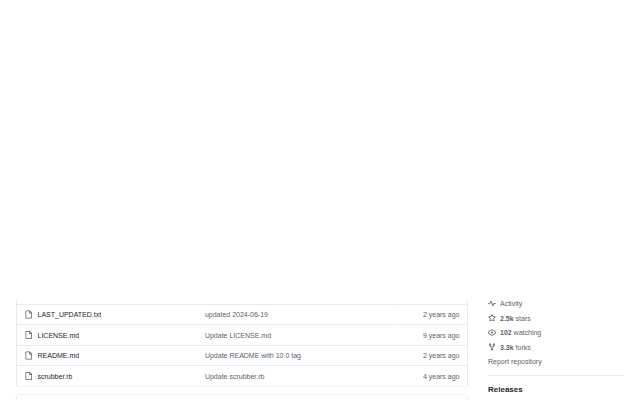 LAST_UPDATED.txt updated 2024-06-19 2 years ago
LICENSE.md Update LICENSE.md 9 years ago
README.md Update README with 10.0 tag 2 years ago
scrubber.rb Update scrubber.rb 4 years ago
Activity
2.5k stars
102 watching
3.3k forks
Report repository
Releases